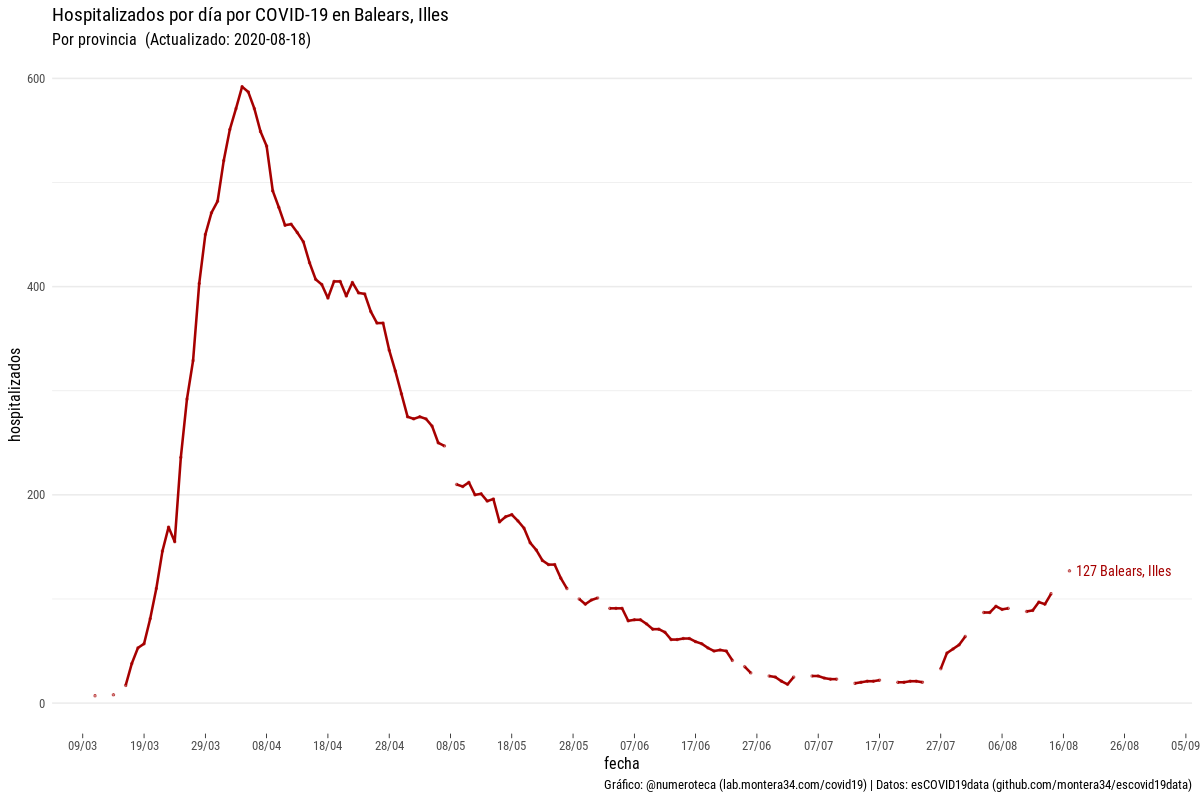 Hospitalizados por día por COVID-19 en Balears, Illes
Por provincia (Actualizado: 2020-08-18)
600
400
200
0
hospitalizados
127 Balears, Illes
09/03 19/03 29/03 08/04 18/04 28/04 08/05 18/05 28/05 07/06 17/06 27/06 07/07 17/07 27/07 06/08 16/08 26/08 05/09
fecha
Gráfico: @numeroteca (lab.montera34.com/covid19) | Datos: esCOVID19data (github.com/montera34/escovid19data)